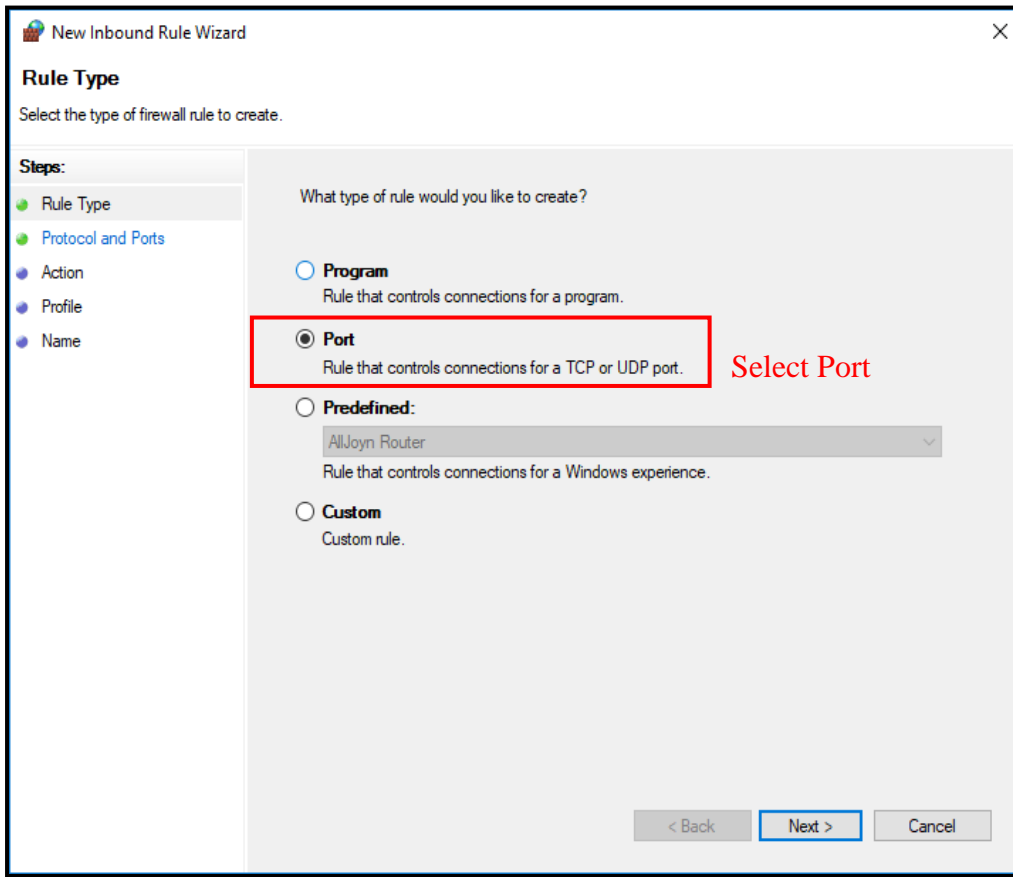 New Inbound Rule Wizard
Rule Type
Select the type of firewall rule to create.
Steps:
Rule Type
Protocol and Ports
Action
Profile
Name
What type of rule would you like to create?
Program
Rule that controls connections for a program.
Port
Rule that controls connections for a TCP or UDP port.
Select Port
Predefined:
AllJoyn Router
Rule that controls connections for a Windows experience.
Custom
Custom rule.
< Back
Next >
Cancel